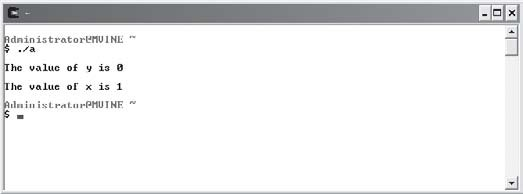 ~
Administrator@MVINE ~
$ ./a
The value of y is 0
The value of x is 1
Administrator@MVINE ~
$